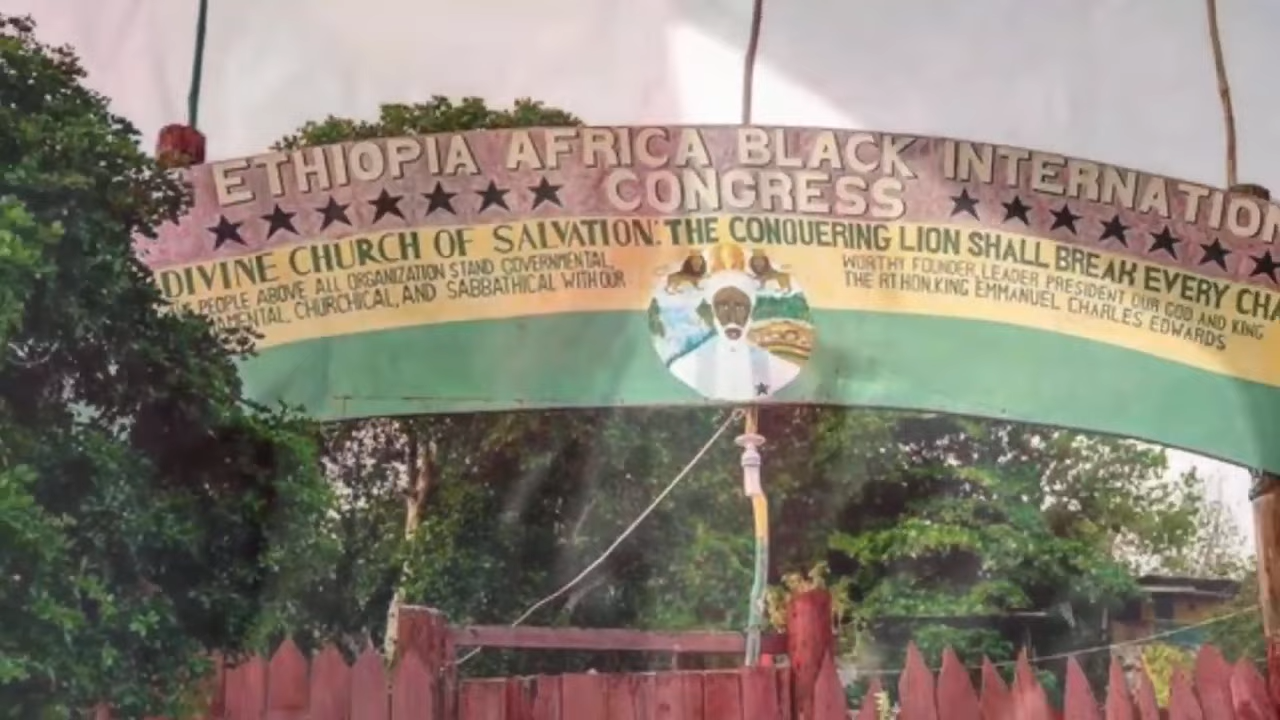 ETHIOPIA AFRICA BLACK INTERNATION
CONGRESS
DIVINE CHURCH OF SALVATION: THE CONQUERING LION SHALL BREAK EVERY CHA
PEOPLE ABOVE ALL ORGANIZATION STAND GOVERNMENTAL,
AMENTAL, CHURCHICAL, AND SABBATHICAL WITH OUR
WORTHY FOUNDER LEADER PRESIDENT OUR GOD AND KING
THE RT HON. KING EMMANUEL CHARLES EDWARDS